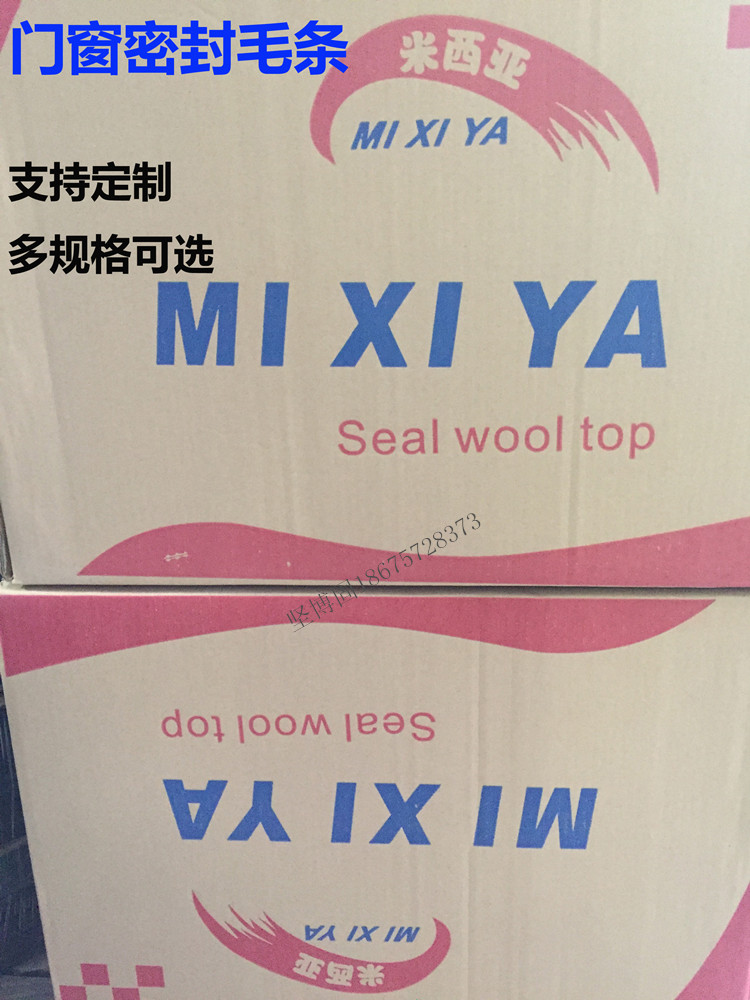 门窗密封毛条
米西亚
MI XI YA
支持定制
多规格可选
MI XI YA
Seal wool top
坚博同18675728373
Seal wool top
MI XI YA
MI XI YA
米西亚